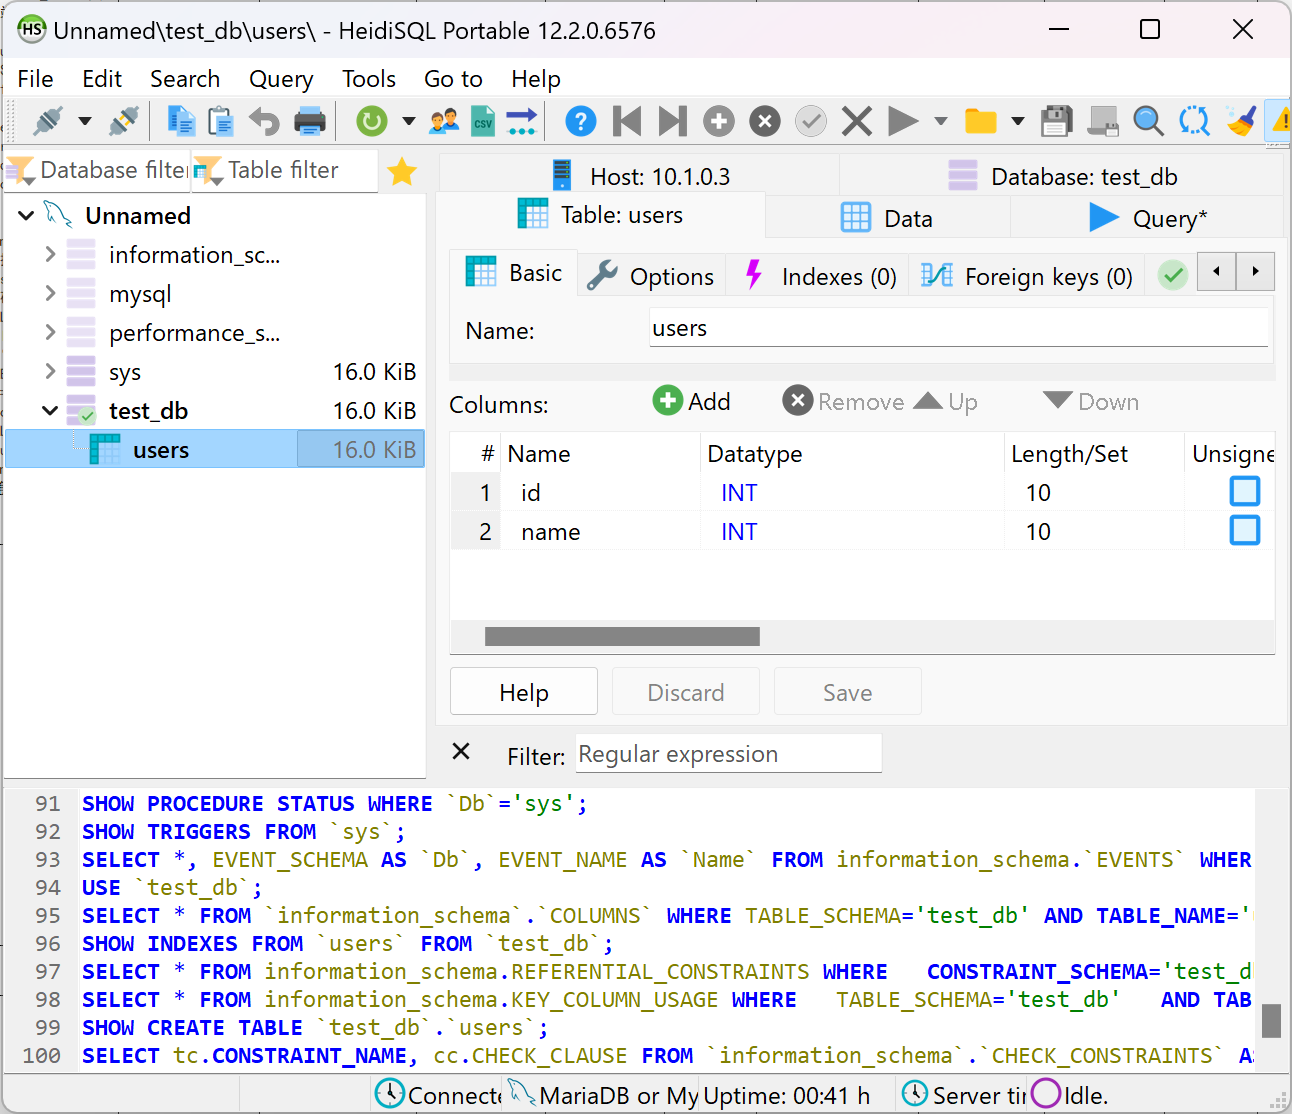 Unnamed\test_db\users\ - HeidiSQL Portable 12.2.0.6576
File Edit Search Query Tools Go to Help
Database filter Table filter
Unnamed
information_sc...
mysql
performance_s...
sys 16.0 KiB
test_db 16.0 KiB
users 16.0 KiB
Host: 10.1.0.3 Database: test_db
Table: users Data Query*
Basic Options Indexes (0) Foreign keys (0)
Name: users
Columns: Add Remove Up Down
# Name Datatype Length/Set Unsigne
1 id INT 10
2 name INT 10
Help Discard Save
Filter: Regular expression
91 SHOW PROCEDURE STATUS WHERE `Db`='sys';
92 SHOW TRIGGERS FROM `sys`;
93 SELECT *, EVENT_SCHEMA AS `Db`, EVENT_NAME AS `Name` FROM information_schema.`EVENTS` WHER
94 USE `test_db`;
95 SELECT * FROM `information_schema`.`COLUMNS` WHERE TABLE_SCHEMA='test_db' AND TABLE_NAME='
96 SHOW INDEXES FROM `users` FROM `test_db`;
97 SELECT * FROM information_schema.REFERENTIAL_CONSTRAINTS WHERE   CONSTRAINT_SCHEMA='test_d
98 SELECT * FROM information_schema.KEY_COLUMN_USAGE WHERE   TABLE_SCHEMA='test_db'   AND TAB
99 SHOW CREATE TABLE `test_db`.`users`;
100 SELECT tc.CONSTRAINT_NAME, cc.CHECK_CLAUSE FROM `information_schema`.`CHECK_CONSTRAINTS` AS
Connecte MariaDB or My Uptime: 00:41 h Server tir Idle.